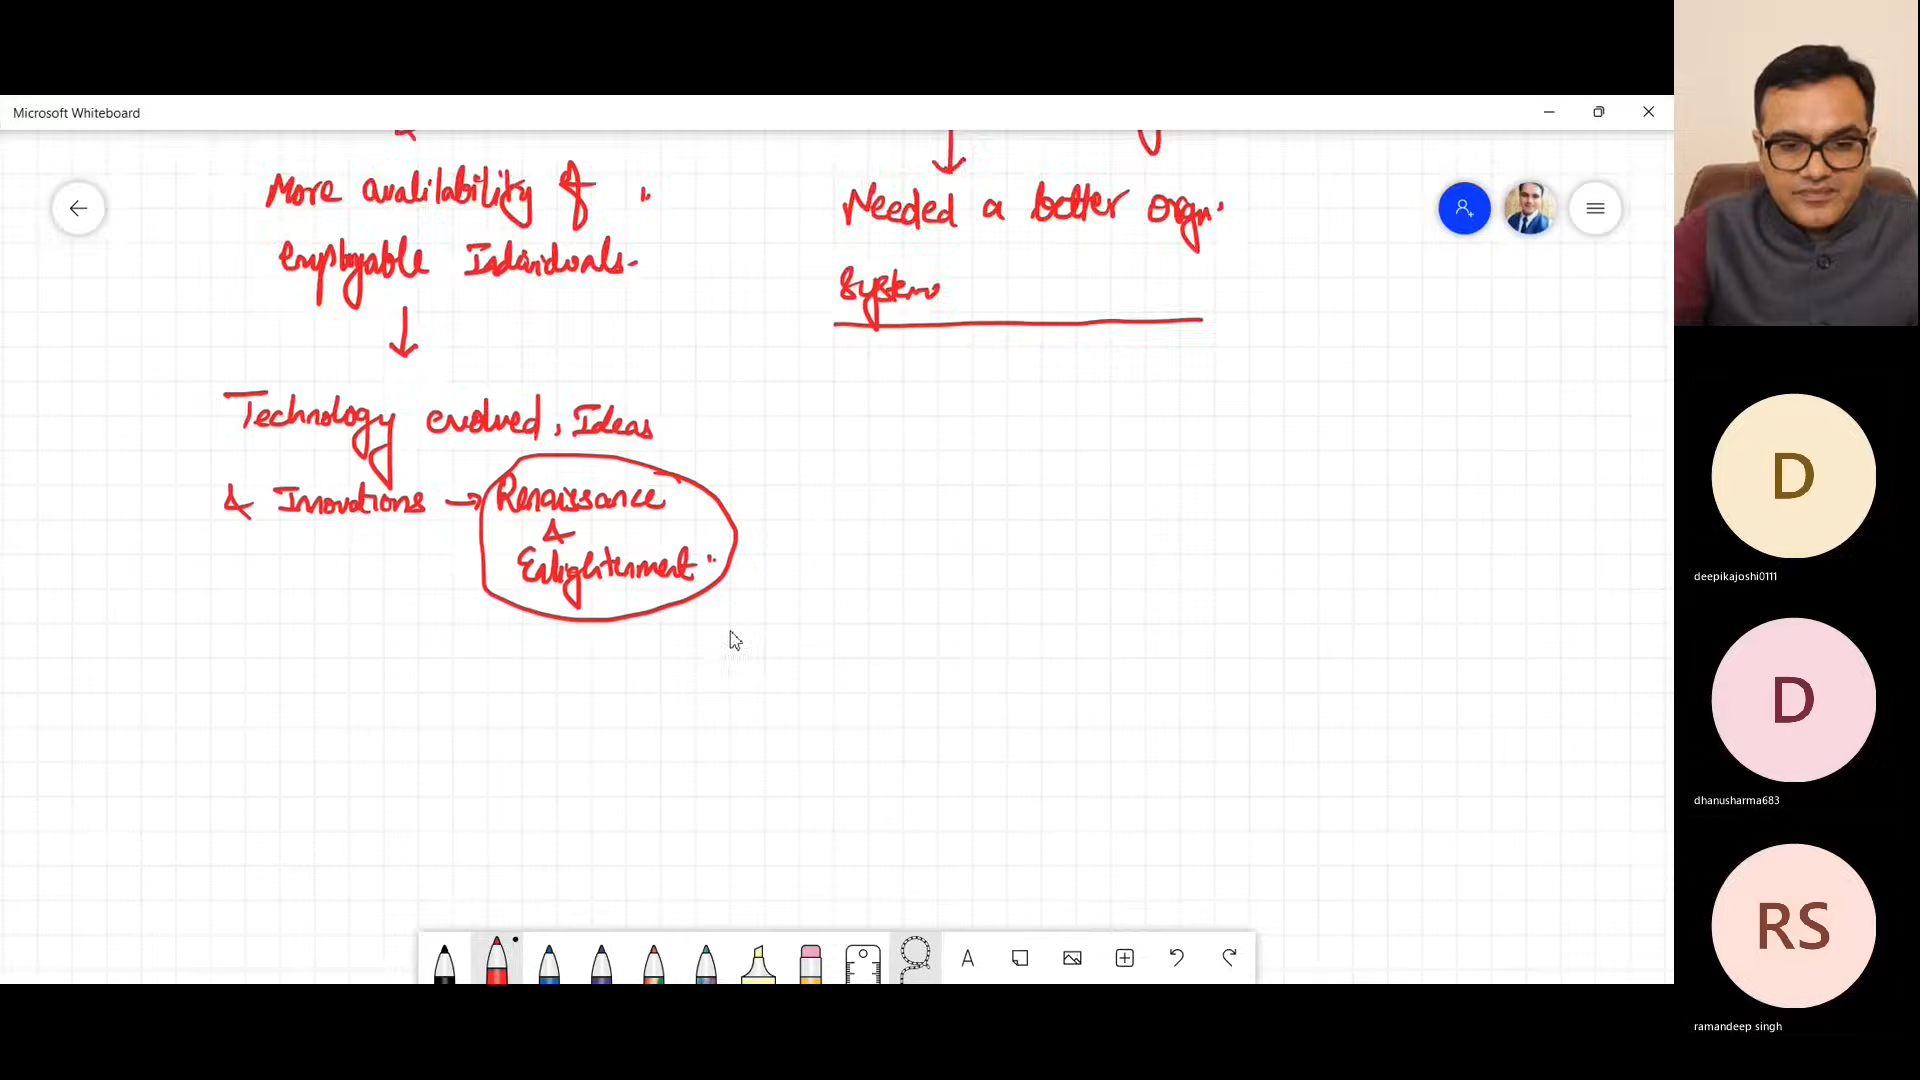 Microsoft Whiteboard
More availability of
employable Individuals.
Technology evolved, Ideas
& Innovations → Renaissance
&
Enlightenment
Needed a better orgn.
System
A
D
deepikajoshi0111
D
dhanusharma683
RS
ramandeep singh